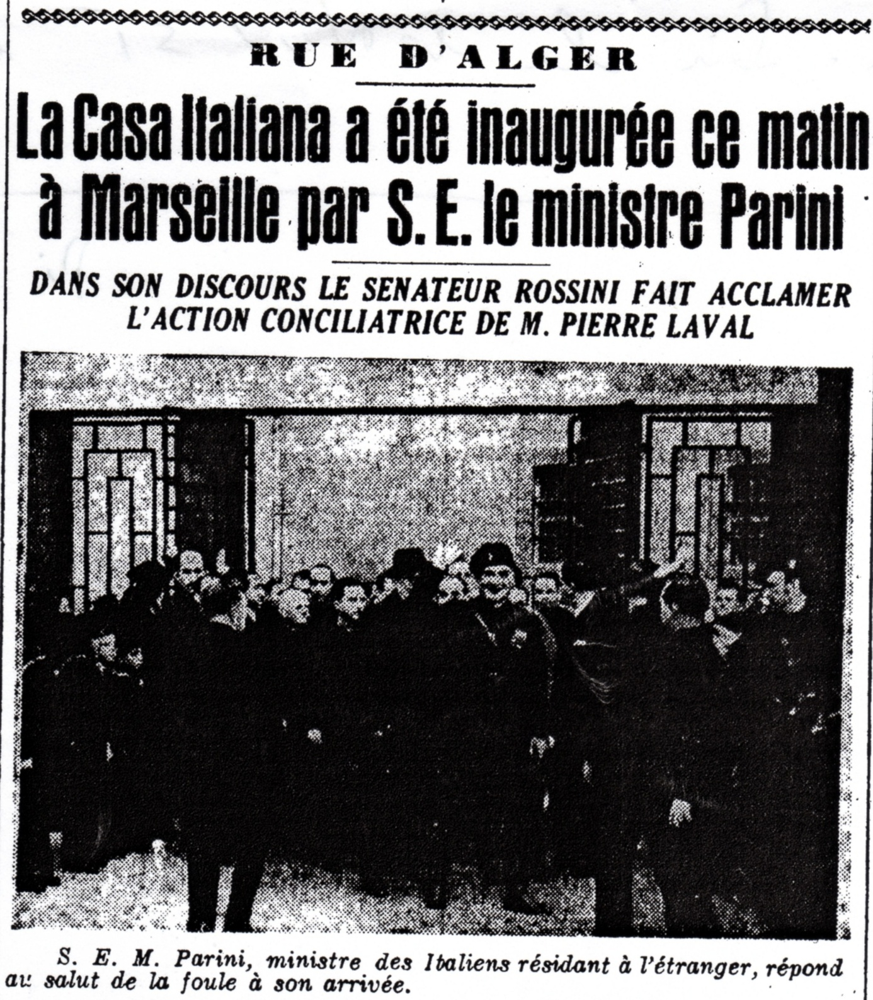 RUE D'ALGER
La Casa Italiana a été inaugurée ce matin
à Marseille par S. E. le ministre Parini
DANS SON DISCOURS LE SENATEUR ROSSINI FAIT ACCLAMER
L'ACTION CONCILIATRICE DE M. PIERRE LAVAL
S. E. M. Parini, ministre des Italiens résidant à l'étranger, répond
au salut de la foule à son arrivée.